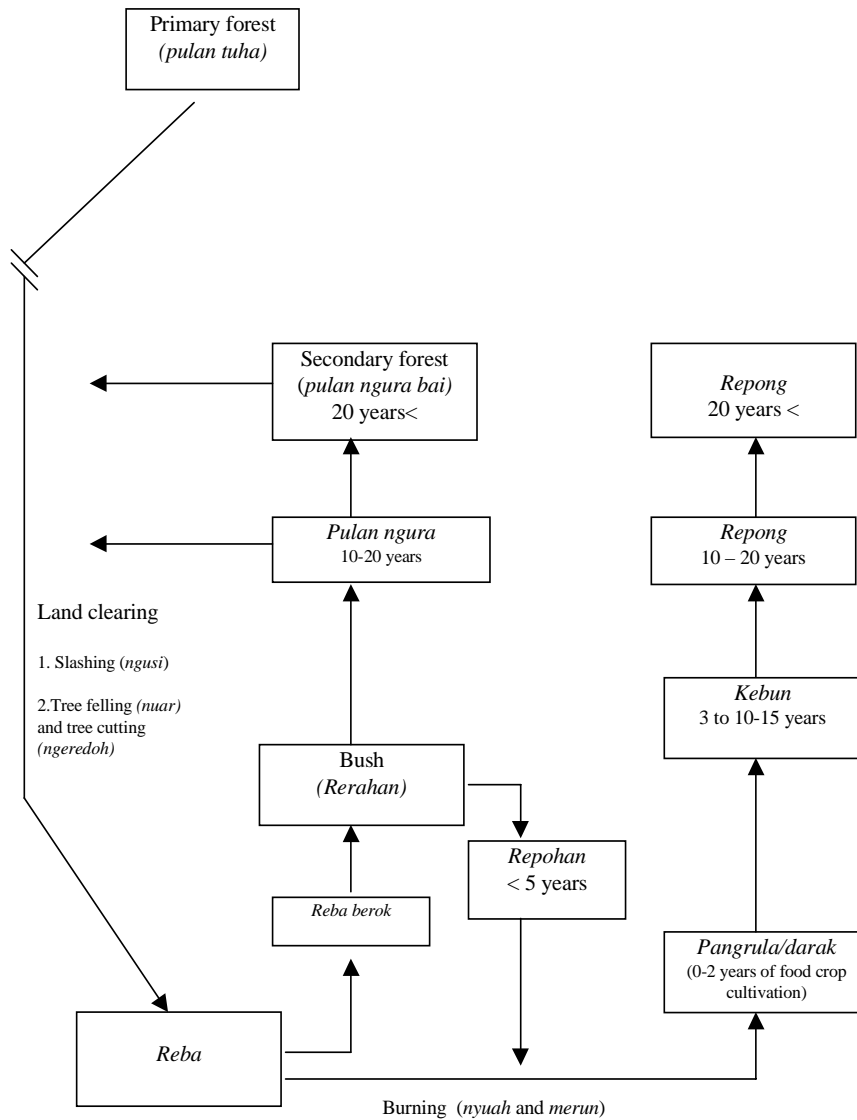 Primary forest
(pulan tuha)
Secondary forest
(pulan ngura bai)
20 years<
Repong
20 years <
Pulan ngura
10-20 years
Repong
10 – 20 years
Land clearing
1. Slashing (ngusi)
2.Tree felling (nuar)
and tree cutting
(ngeredoh)
Kebun
3 to 10-15 years
Bush
(Rerahan)
Repohan
< 5 years
Reba berok
Pangrula/darak
(0-2 years of food crop
cultivation)
Reba
Burning (nyuah and merun)